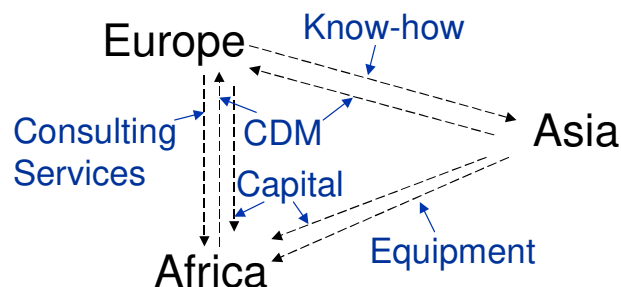 Know-how
Europe
Asia
Consulting
Services
CDM
Capital
Equipment
Africa